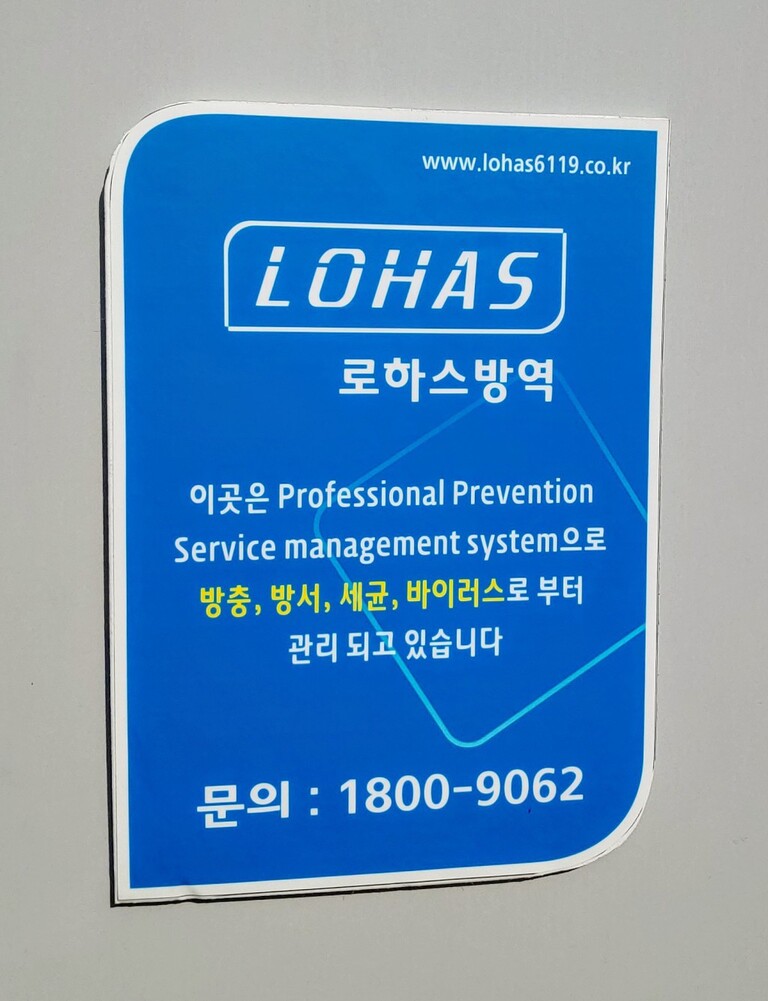 www.lohas6119.co.kr
LOHAS
로하스방역
이곳은 Professional Prevention
Service management system으로
방충, 방서, 세균, 바이러스로 부터
관리 되고 있습니다
문의 : 1800-9062